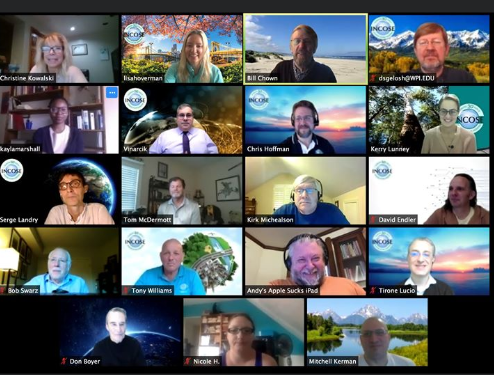 Christine Kowalski
INCOSE
lisahoverose
Bill Chown
INCOSE
dsgelosh@WPI.EDU
kaylamarshall
INCOSE
Vinarcik
INCOSE
Chris Hoffman
Kerry Lunney
INCOSE
INCOSE
Serge Landry
Tom McDermott
Kirk Michealson
INCOSE
David Endler
INCOSE
Bob Swarz
INCOSE
Tony Williams
Andy's Apple Sucks iPad
INCOSE
Tirone Lucio
Don Boyer
Nicole H.
Mitchell Kerman